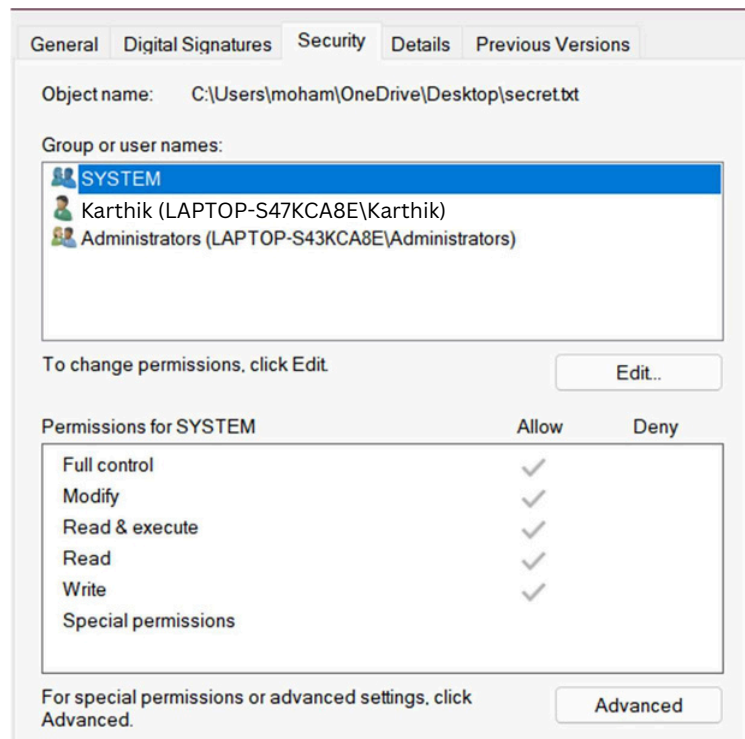 General Digital Signatures Security Details Previous Versions
Object name: C:\Users\moham\OneDrive\Desktop\secret.txt
Group or user names:
SYSTEM
Karthik (LAPTOP-S47KCA8E\Karthik)
Administrators (LAPTOP-S43KCA8E\Administrators)
To change permissions, click Edit.
Edit...
Permissions for SYSTEM Allow Deny
Full control
Modify
Read & execute
Read
Write
Special permissions
For special permissions or advanced settings, click
Advanced.
Advanced